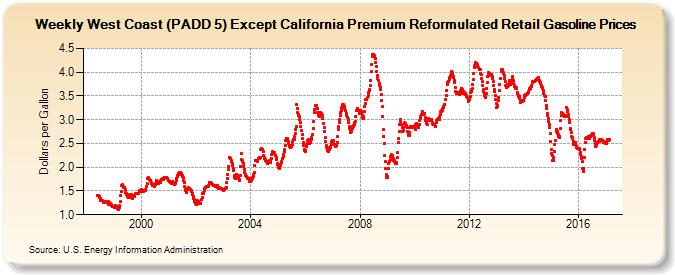 Weekly West Coast (PADD 5) Except California Premium Reformulated Retail Gasoline Prices
Dollars per Gallon
4.5
4.0
3.5
3.0
2.5
2.0
1.5
1.0
2000 2004 2008 2012 2016
Source: U.S. Energy Information Administration